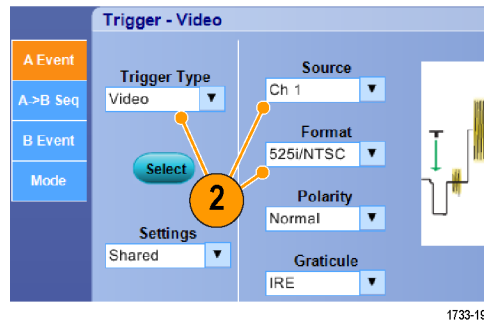 Trigger - Video
A Event
A->B Seq
B Event
Mode
Trigger Type
Video
Select
Settings
Shared
Source
Ch 1
Format
525i/NTSC
Polarity
Normal
Graticule
IRE
2
T
1733-19